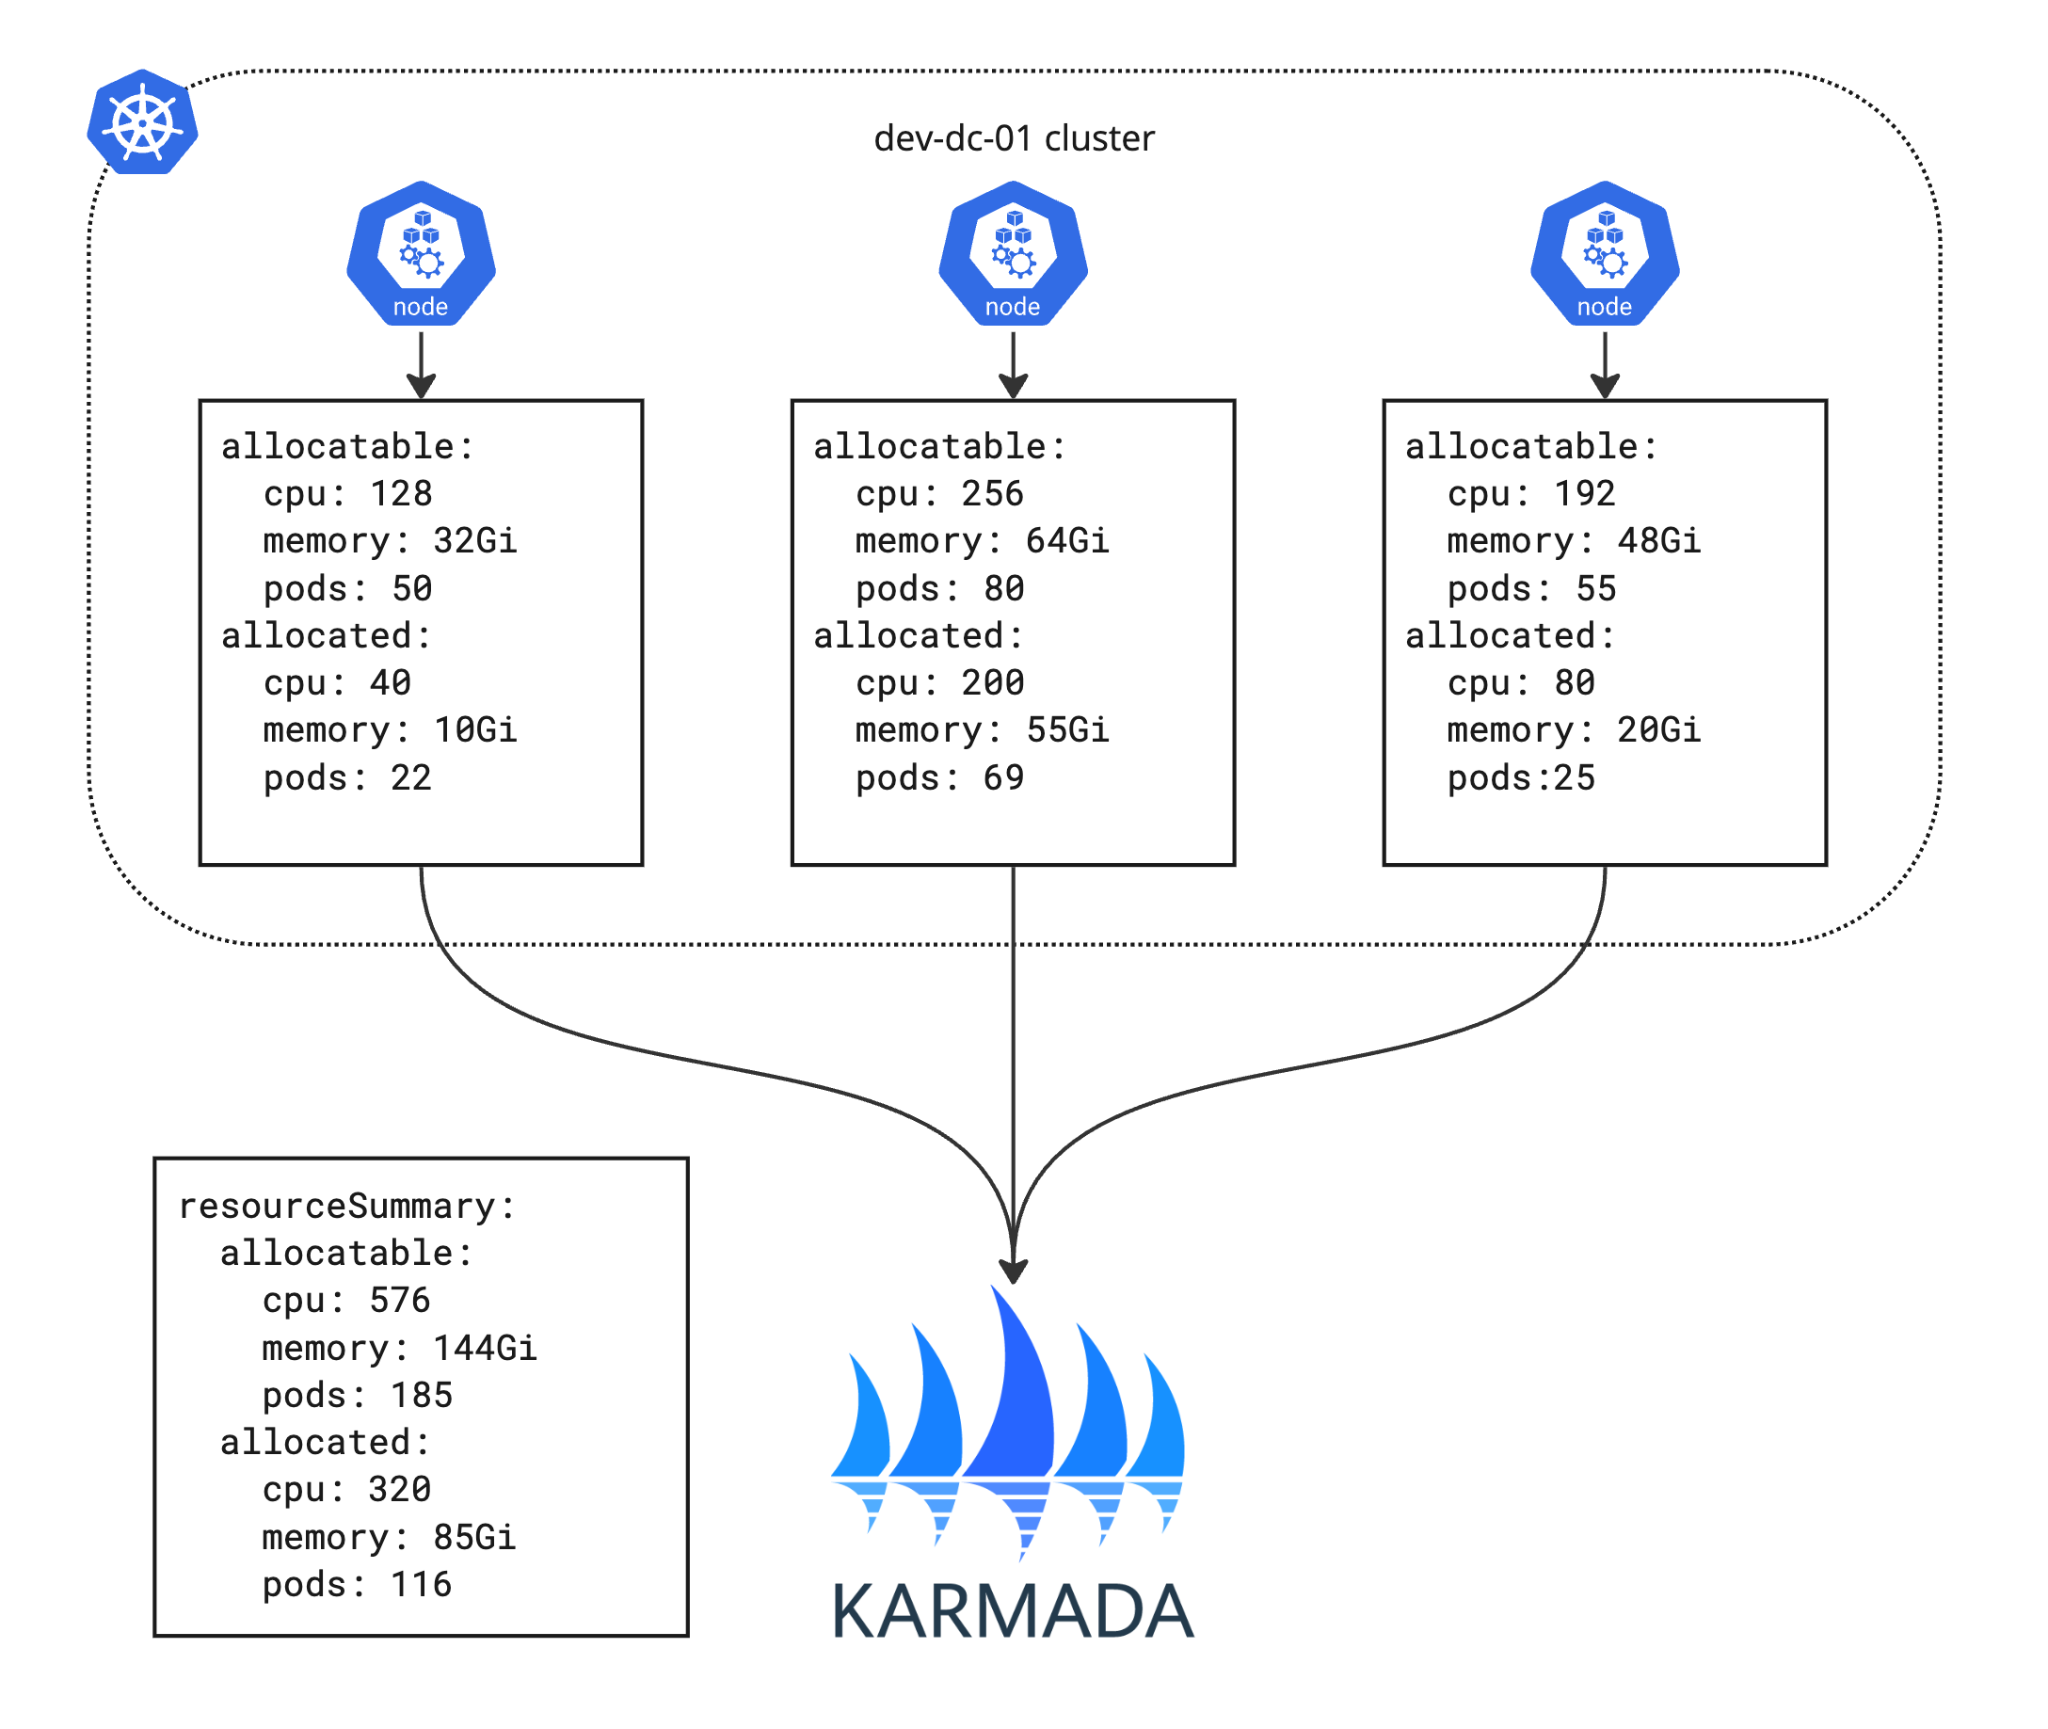 dev-dc-01 cluster
node
node
node
allocatable:
cpu: 128
memory: 32Gi
pods: 50
allocated:
cpu: 40
memory: 10Gi
pods: 22
allocatable:
cpu: 256
memory: 64Gi
pods: 80
allocated:
cpu: 200
memory: 55Gi
pods: 69
allocatable:
cpu: 192
memory: 48Gi
pods: 55
allocated:
cpu: 80
memory: 20Gi
pods:25
resourceSummary:
allocatable:
cpu: 576
memory: 144Gi
pods: 185
allocated:
cpu: 320
memory: 85Gi
pods: 116
KARMADA